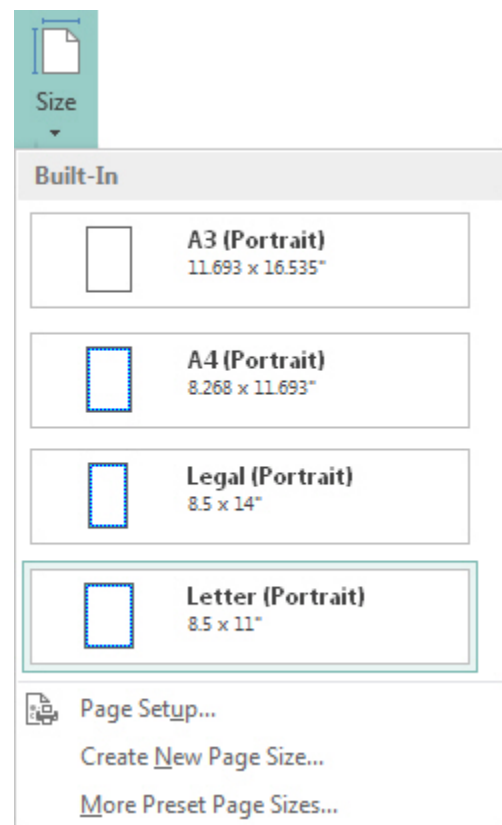 Size
Built-In
A3 (Portrait)
11.693 x 16.535"
A4 (Portrait)
8.268 x 11.693"
Legal (Portrait)
8.5 x 14"
Letter (Portrait)
8.5 x 11"
Page Setup...
Create New Page Size...
More Preset Page Sizes...